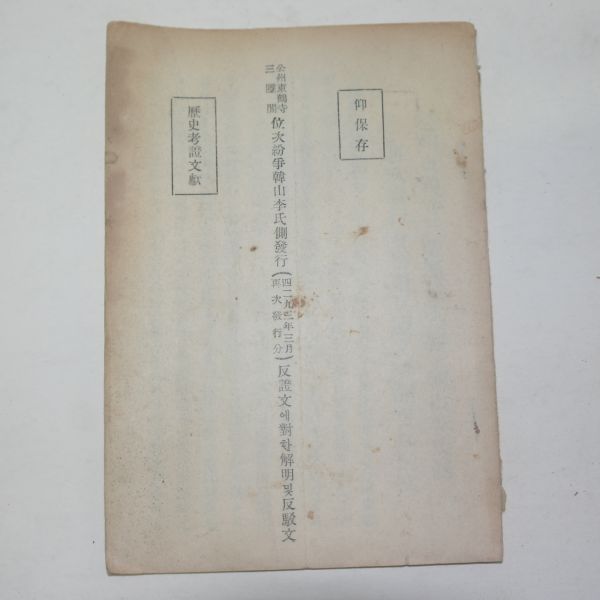 仰保存
公州東鶴寺
三隱閣
位次紛爭韓山李氏側發行(四二九三年三月再次發行分)反證文에對한解明및反駁文
歷史考證文獻